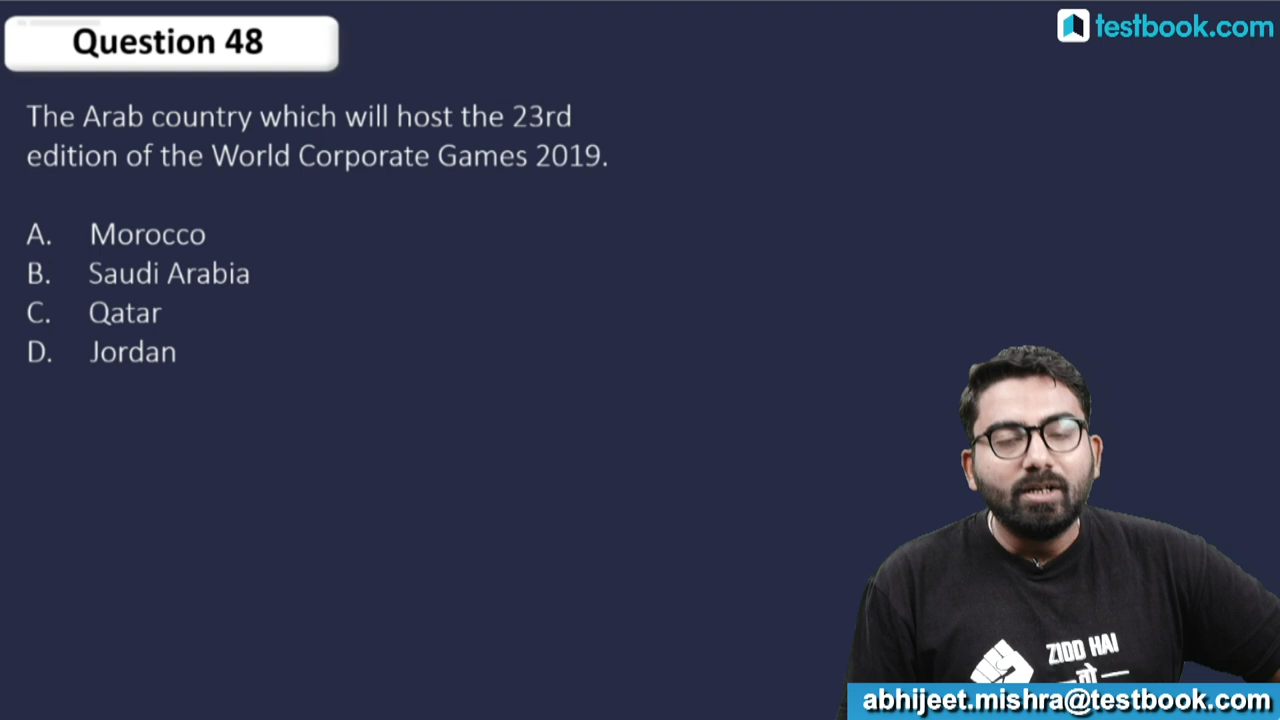 Question 48
testbook.com
The Arab country which will host the 23rd
edition of the World Corporate Games 2019.
A. Morocco
B. Saudi Arabia
C. Qatar
D. Jordan
ZIDD HAI
तो
abhijeet.mishra@testbook.com